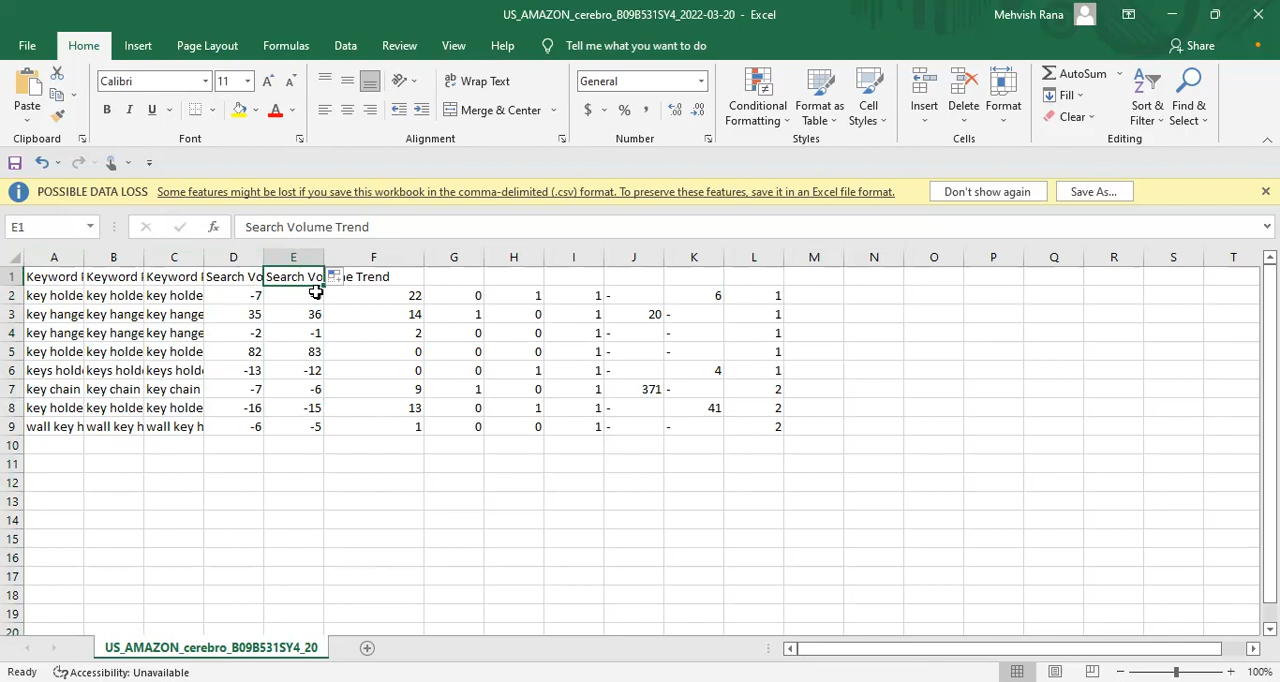 US_AMAZON_cerebro_B09B531SY4_2022-03-20 - Excel
Mehvish Rana
File Home Insert Page Layout Formulas Data Review View Help Tell me what you want to do Share
Calibri 11 Wrap Text General AutoSum
Paste Merge & Center $ % Conditional Formatting Format as Table Cell Styles Insert Delete Format Fill Sort & Filter Find & Select
B I U Clear
Clipboard Font Alignment Number Styles Cells Editing
POSSIBLE DATA LOSS Some features might be lost if you save this workbook in the comma-delimited (.csv) format. To preserve these features, save it in an Excel file format. Don't show again Save As...
E1 fx Search Volume Trend
A B C D E F G H I J K L M N O P Q R S T
1 Keyword Keyword Keyword Search Vo Search Vo me Trend
2 key holde key holde key holde -7 22 0 1 1 - 6 1
3 key hange key hange key hange 35 36 14 1 0 1 20 - 1
4 key hange key hange key hange -2 -1 2 0 0 1 - - 1
5 key holde key holde key holde 82 83 0 0 0 1 - - 1
6 keys holde keys holde keys holde -13 -12 0 0 1 1 - 4 1
7 key chain key chain key chain -7 -6 9 1 0 1 371 - 2
8 key holde key holde key holde -16 -15 13 0 1 1 - 41 2
9 wall key h wall key h wall key h -6 -5 1 0 0 1 - - 2
10
11
12
13
14
15
16
17
18
19
20
US_AMAZON_cerebro_B09B531SY4_20
Ready Accessibility: Unavailable 100%